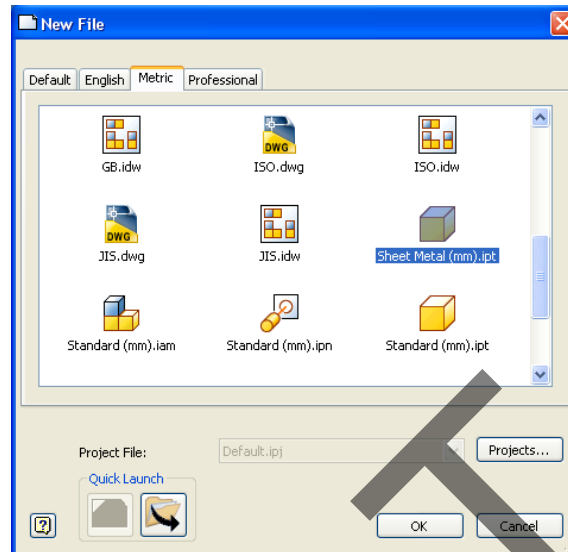 New File
Default English Metric Professional
DWG
GB.idw ISO.dwg ISO.idw
DWG
JIS.dwg JIS.idw Sheet Metal (mm).ipt
Standard (mm).iam Standard (mm).ipn Standard (mm).ipt
Project File: Default.ipj Projects...
Quick Launch
? OK Cancel